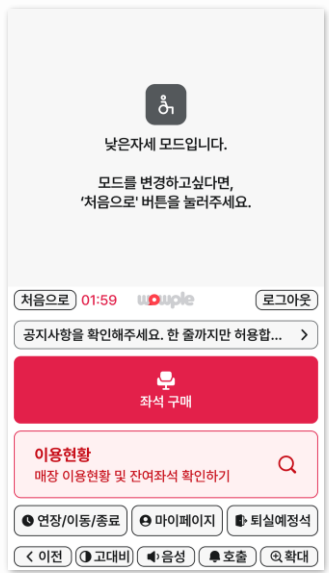 낮은자세 모드입니다.
모드를 변경하고싶다면,
‘처음으로’ 버튼을 눌러주세요.
처음으로 01:59 wowple 로그아웃
공지사항을 확인해주세요. 한 줄까지만 허용합...
좌석 구매
이용현황
매장 이용현황 및 잔여좌석 확인하기
연장/이동/종료 마이페이지 퇴실예정석
이전 고대비 음성 호출 확대